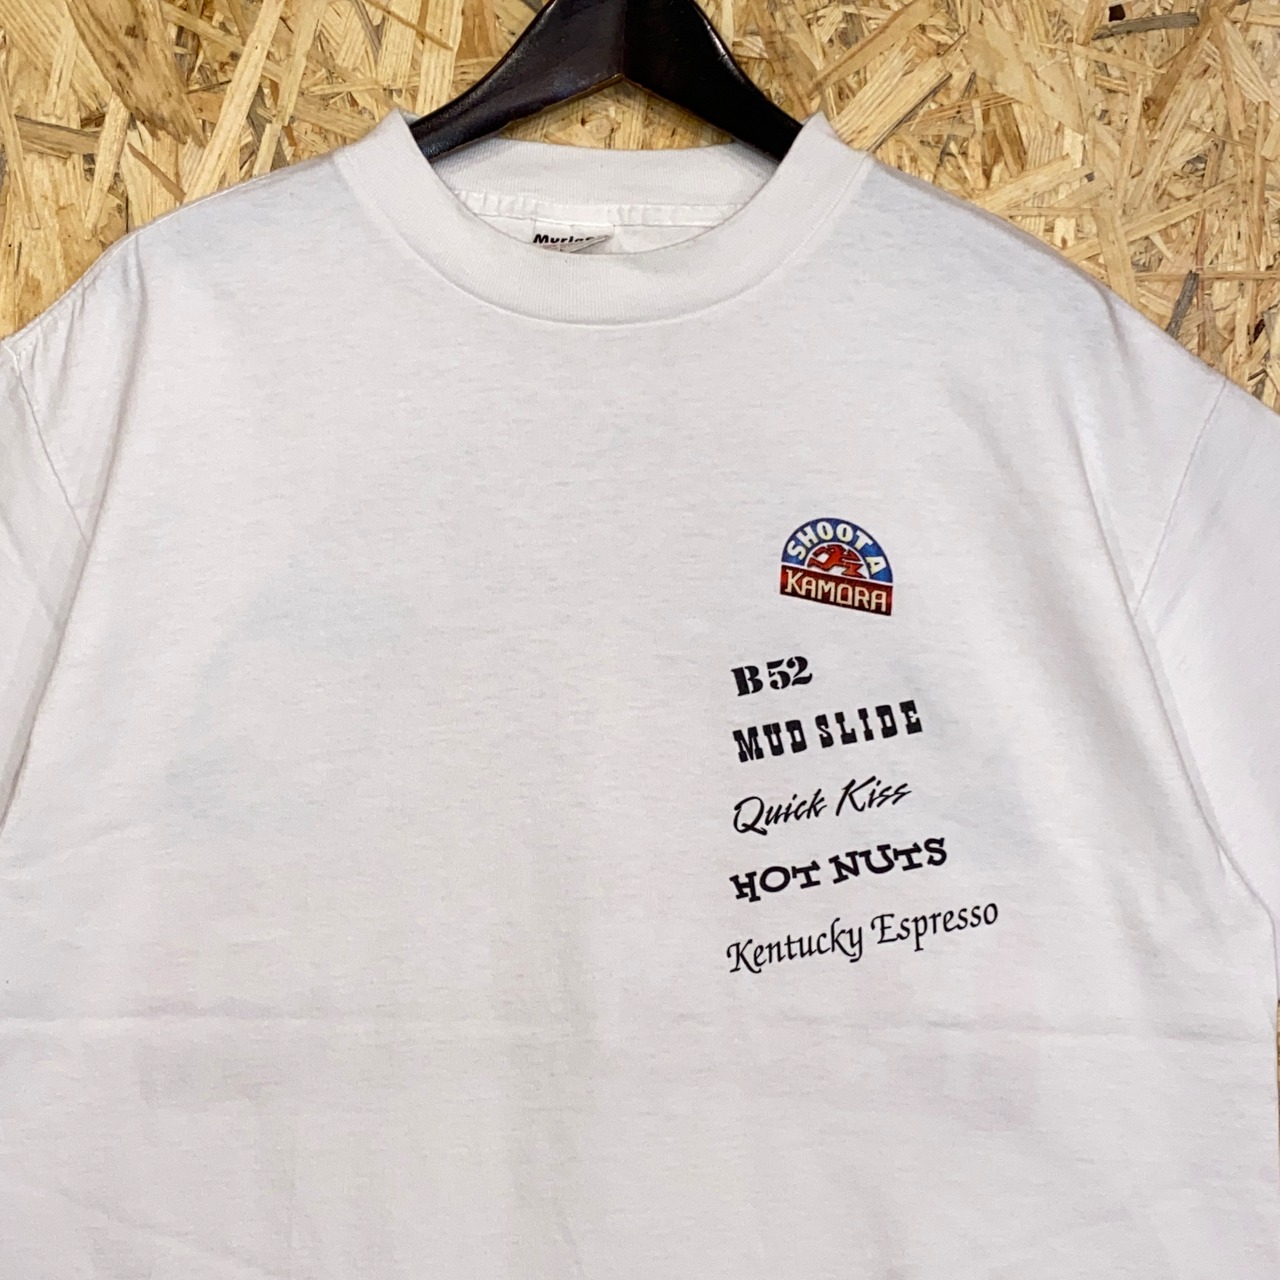 SHOOT A
KAMORA
B52
MUD SLIDE
Quick Kiss
HOT NUTS
Kentucky Espresso